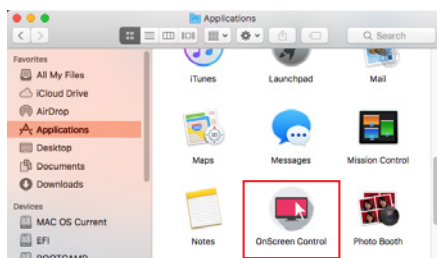 Applications
Search
Favorites
All My Files
iCloud Drive
AirDrop
Applications
Desktop
Documents
Downloads
Devices
MAC OS Current
EFI
BOOTCAMP
iTunes
Launchpad
Mail
Maps
Messages
Mission Control
Notes
OnScreen Control
Photo Booth